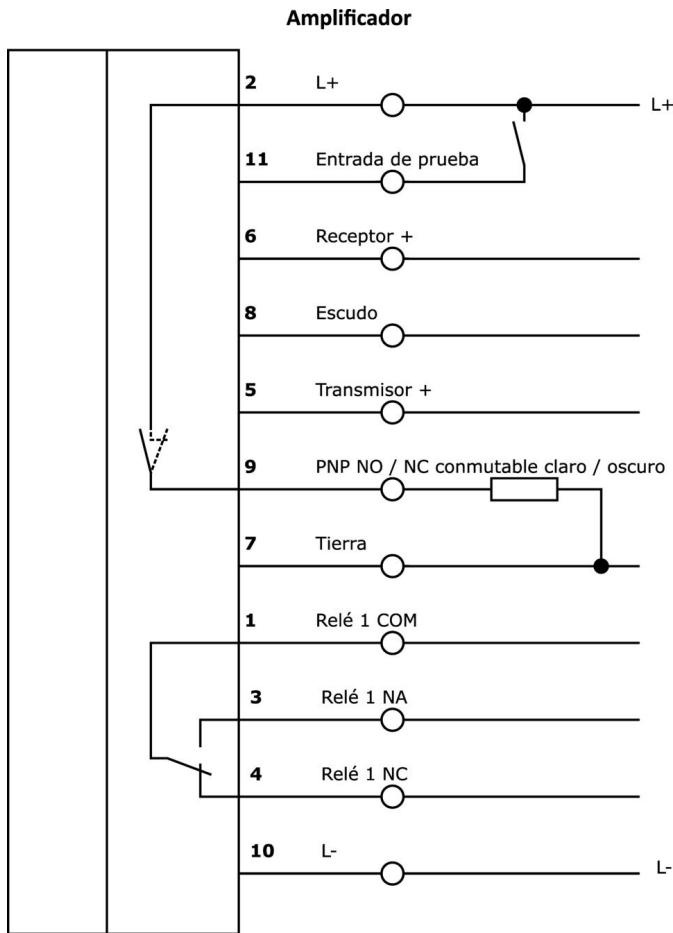 Amplificador
2 L+
L+
11 Entrada de prueba
6 Receptor +
8 Escudo
5 Transmisor +
9 PNP NO / NC conmutable claro / oscuro
7 Tierra
1 Relé 1 COM
3 Relé 1 NA
4 Relé 1 NC
10 L-
L-